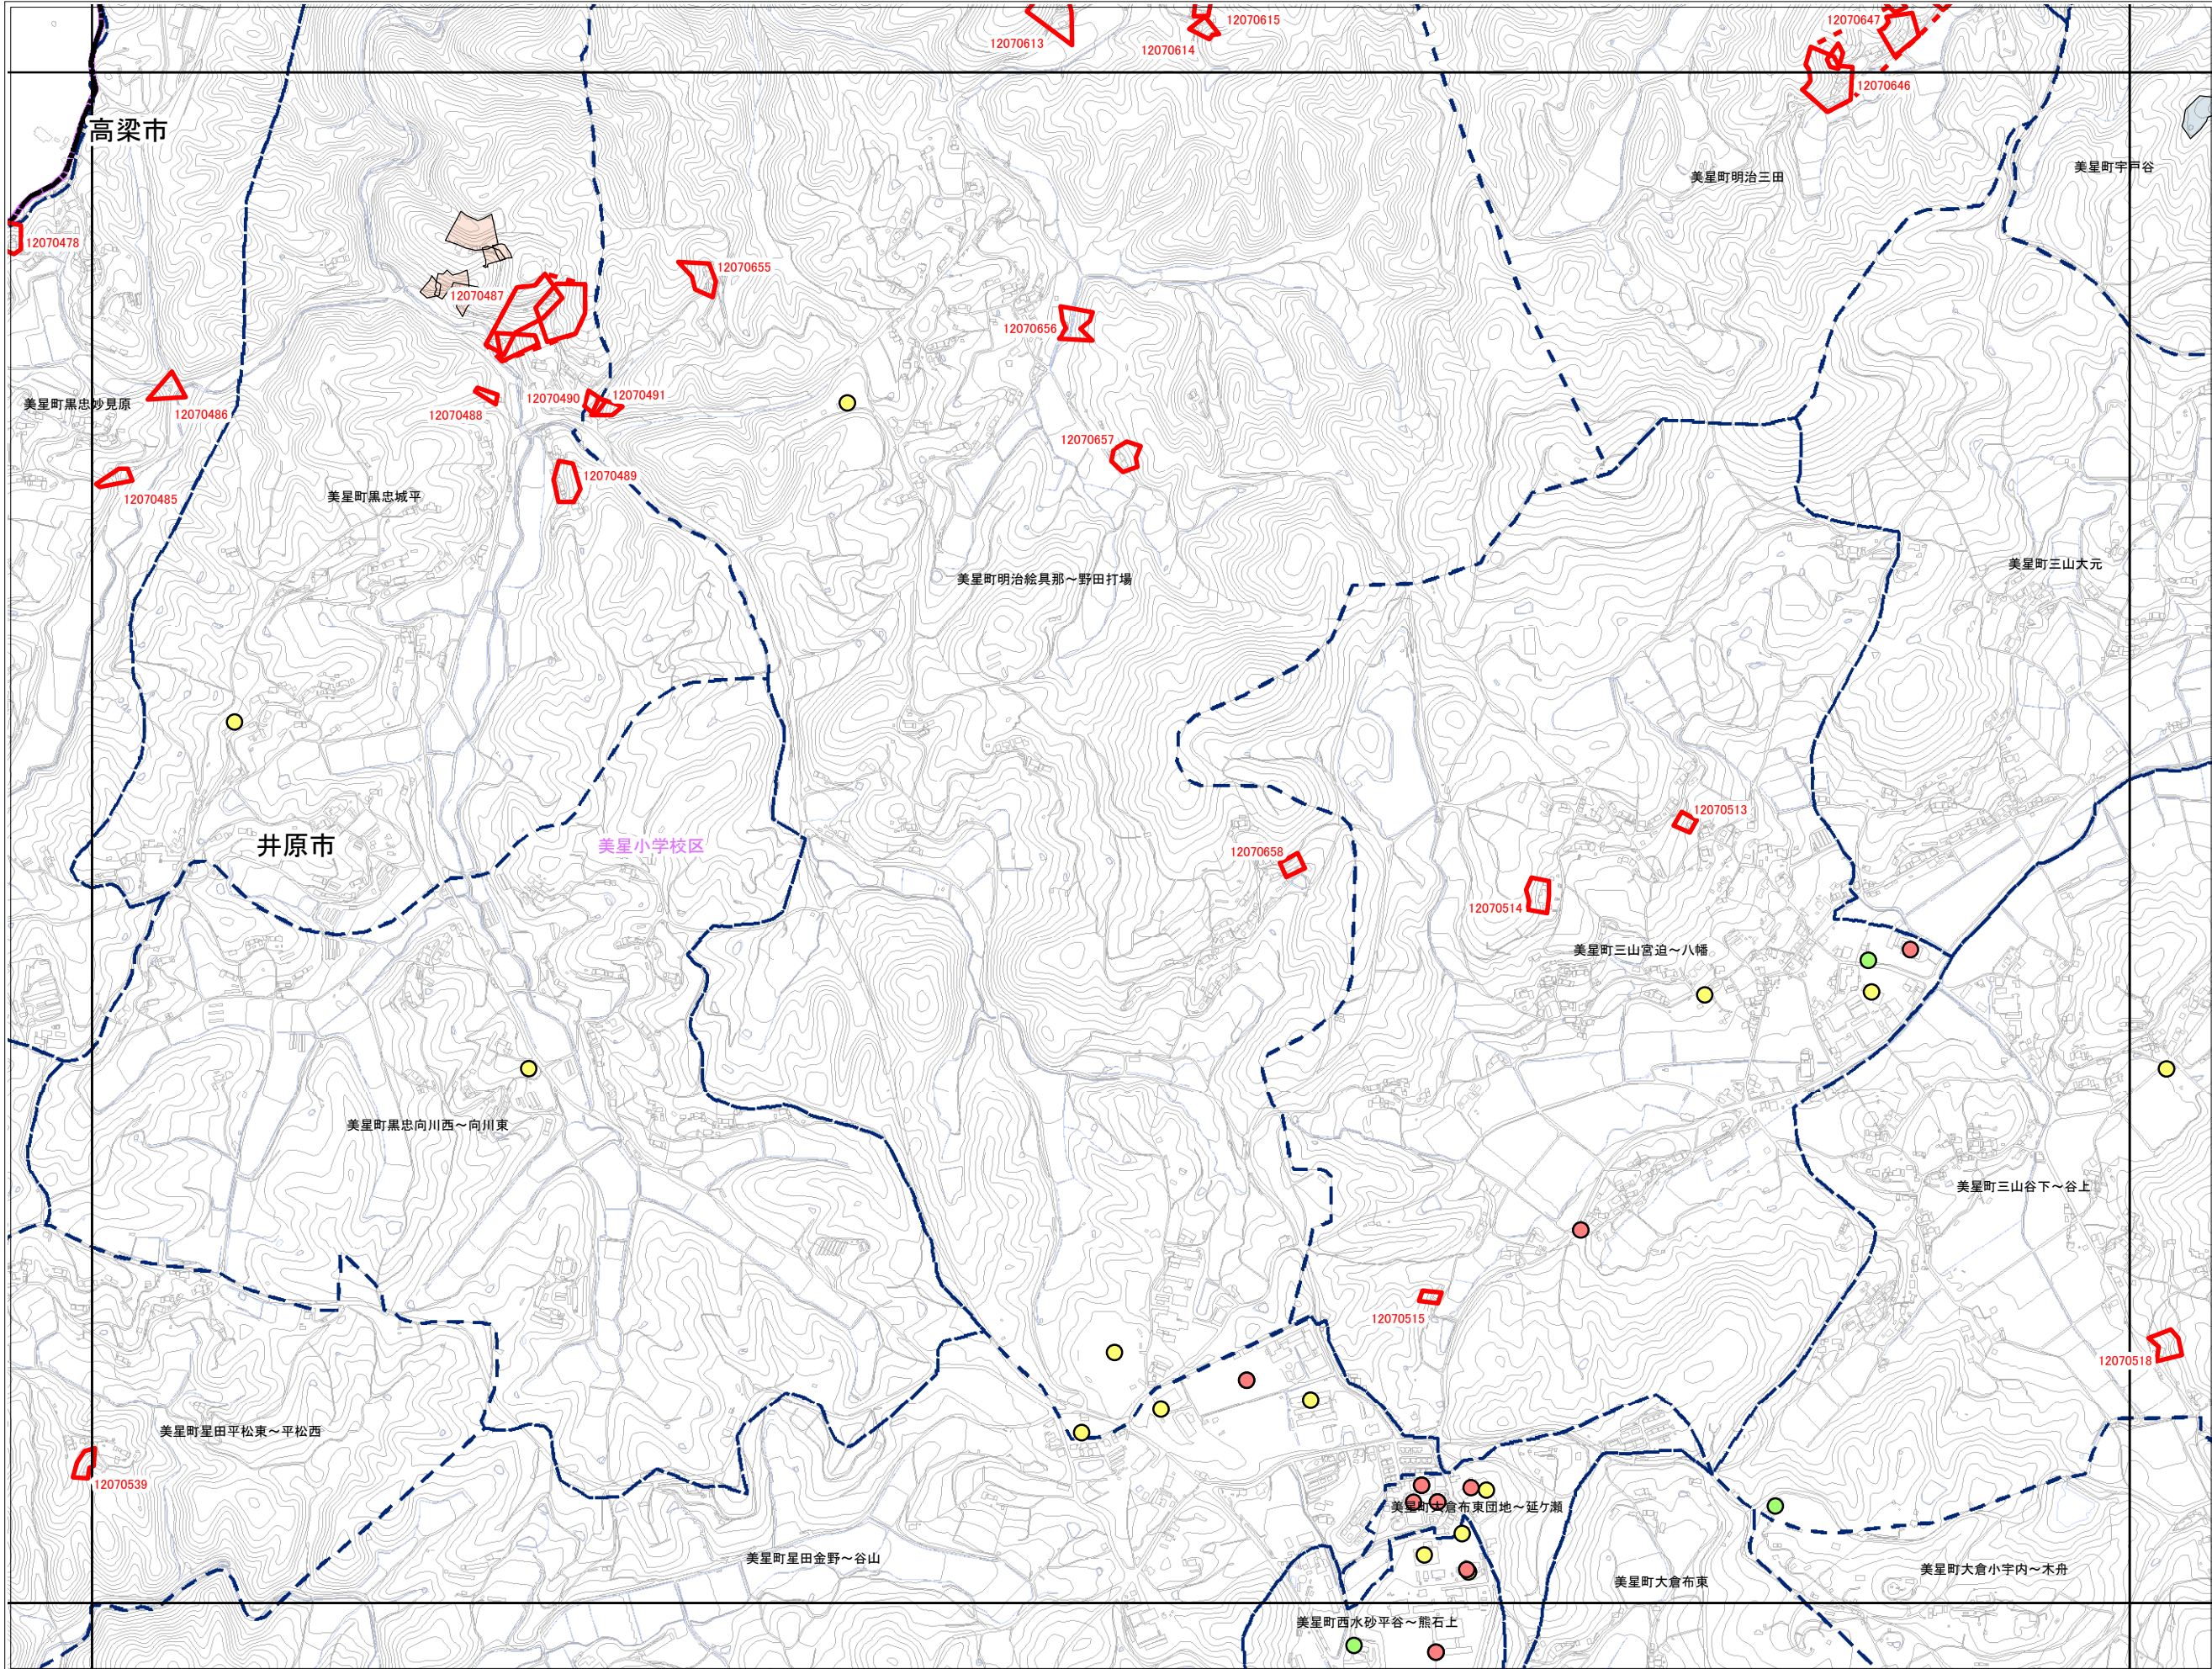 12070615
12070613
12070614
12070647
12070646
高梁市
美星町宇戸谷
美星町明治三田
12070478
12070655
12070487
12070656
美星町黒忠妙見原
12070486
12070488
12070490
12070491
12070657
12070485
美星町黒忠城平
12070489
美星町三山大元
美星町明治絵具那～野田打場
12070513
井原市
美星小学校区
12070658
12070514
美星町三山宮迫～八幡
美星町黒忠向川西～向川東
美星町三山谷下～谷上
12070515
12070518
美星町星田平松東～平松西
12070539
美星町大倉布東団地～延ケ瀬
美星町星田金野～谷山
美星町大倉布東
美星町大倉小宇内～木舟
美星町西水砂平谷～熊石上